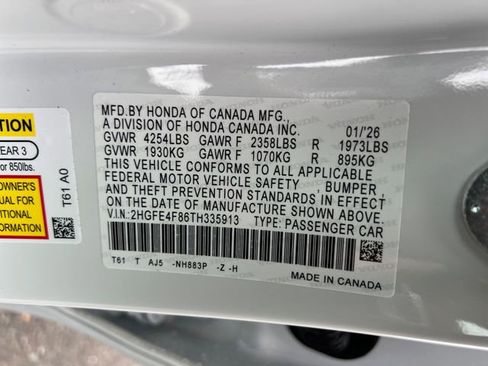 TION
EAR 3
or 850lbs.
OWNER'S
UAL FOR
DITIONAL
ORMATION
T61 A0
MFD.BY HONDA OF CANADA MFG.,
A DIVISION OF HONDA CANADA INC. 01/'26
GVWR 4254LBS GAWR F 2358LBS R 1973LBS
GVWR 1930KG GAWR F 1070KG R 895KG
THIS VEHICLE CONFORMS TO ALL APPLICABLE
FEDERAL MOTOR VEHICLE SAFETY, BUMPER,
AND THEFT PREVENTION STANDARDS IN EFFECT
ON THE DATE OF MANUFACTURE SHOWN ABOVE.
V.I.N: 2HGFE4F86TH335913 TYPE: PASSENGER CAR
T61 T AJ5 -NH883P -Z -H
MADE IN CANADA